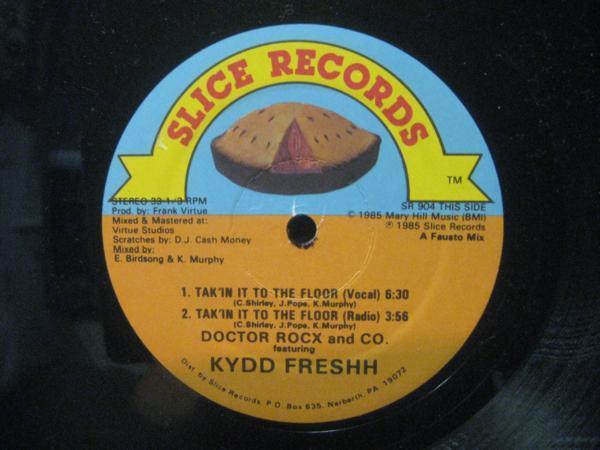 SLICE RECORDS
TM
STEREO 33-1/3 RPM
Prod. by: Frank Virtue
Mixed & Mastered at:
Virtue Studios
Scratches by: D.J. Cash Money
Mixed by:
E. Birdsong & K. Murphy
SR 904 THIS SIDE
© 1985 Mary Hill Music (BMI)
℗ 1985 Slice Records
A Fausto Mix
1. TAK'IN IT TO THE FLOOR (Vocal) 6:30
(C.Shirley, J.Pope, K.Murphy)
2. TAK'IN IT TO THE FLOOR (Radio) 3:56
(C.Shirley, J.Pope, K.Murphy)
DOCTOR ROCX and CO.
featuring
KYDD FRESHH
Dist. by Slice Records, P.O. Box 635, Narberth, PA. 19072